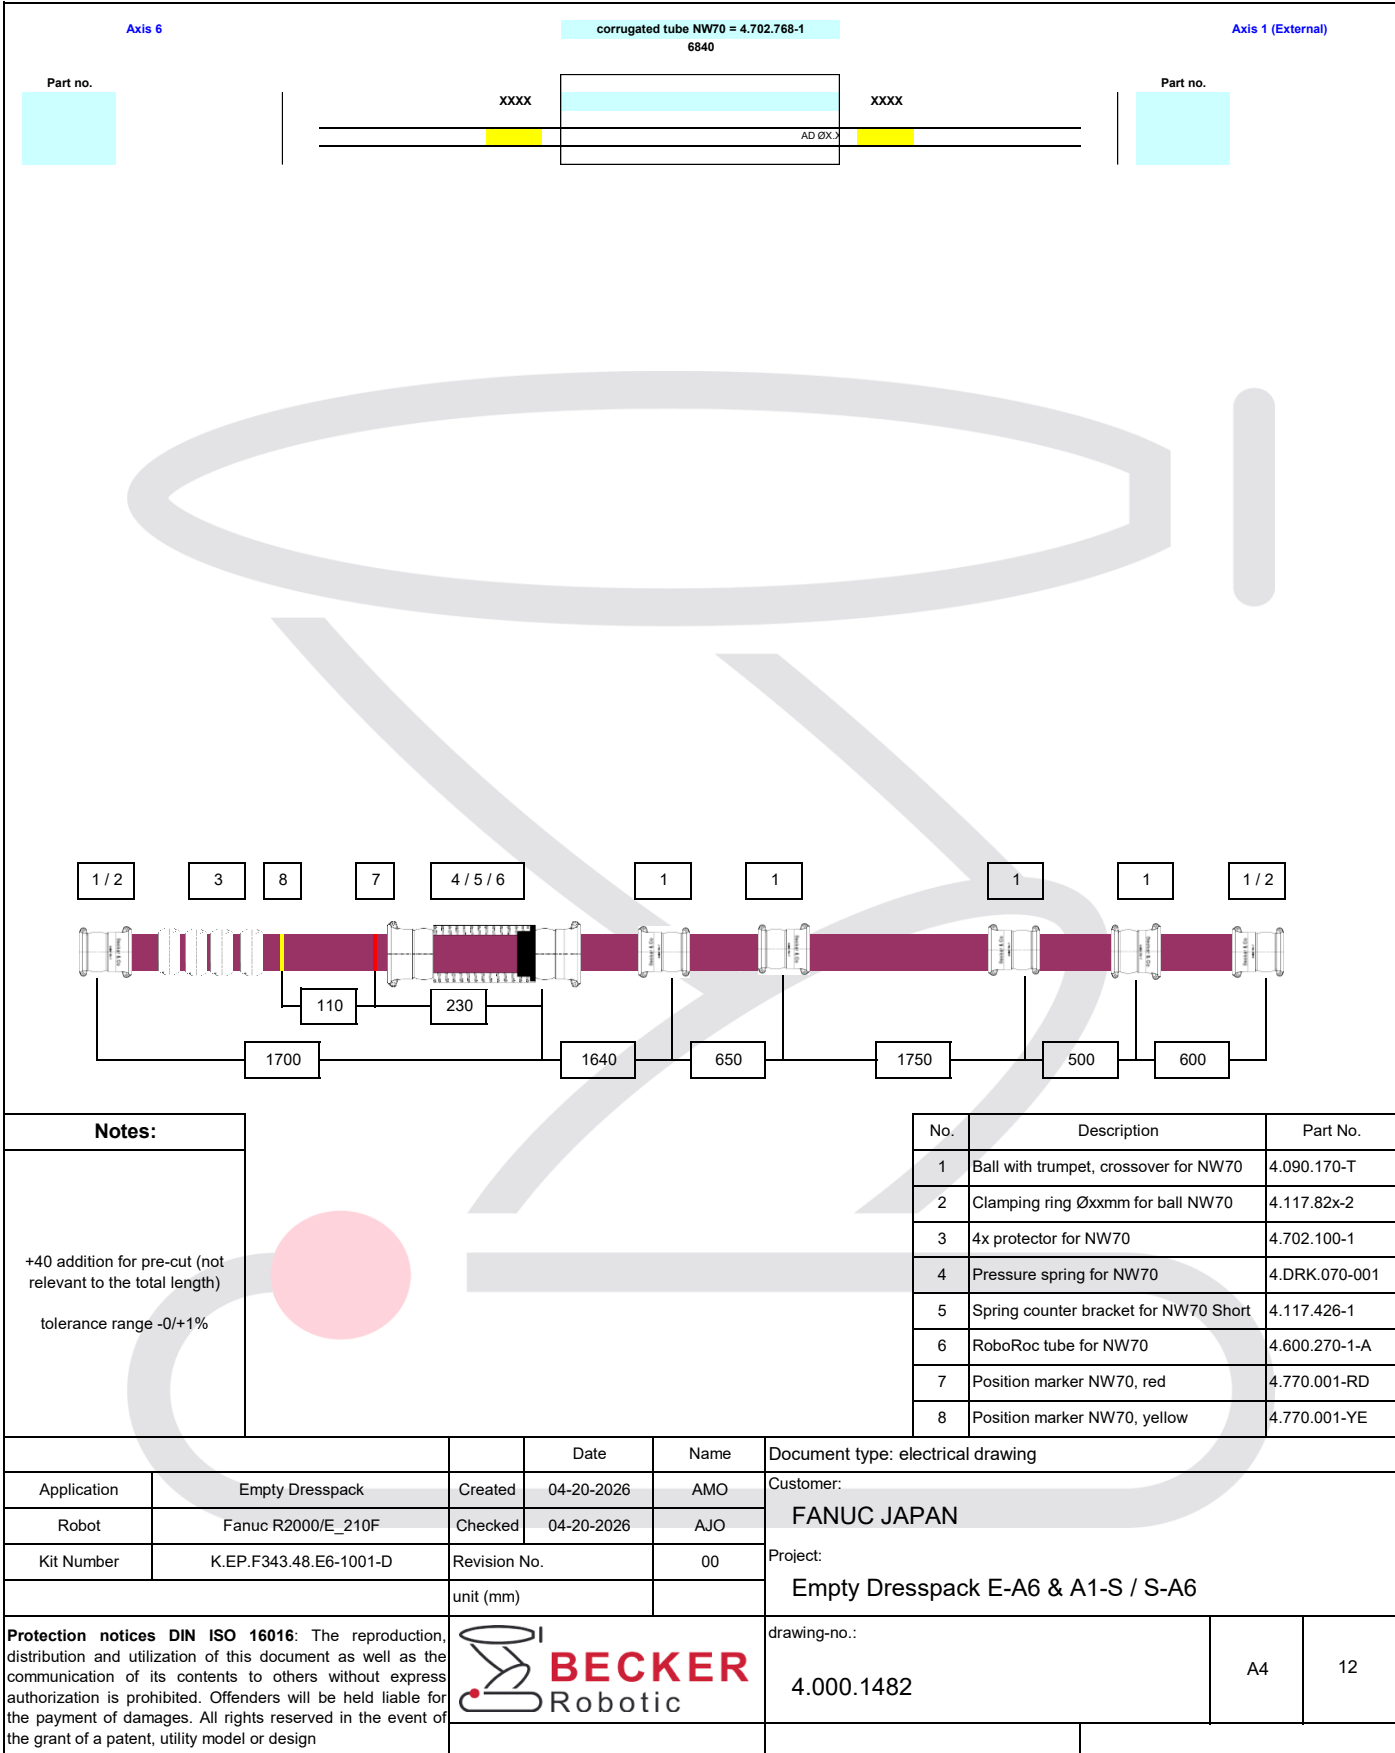 Axis 6
corrugated tube NW70 = 4.702.768-1
Axis 1 (External)
6840
Part no.
Part no.
XXXX
XXXX
AD ØX.X
1 / 2
3
8
7
4 / 5 / 6
1
1
1
1
1 / 2
110
230
1700
1640
650
1750
500
600
Notes:
+40 addition for pre-cut (not
relevant to the total length)
tolerance range -0/+1%
No. Description Part No.
1 Ball with trumpet, crossover for NW70 4.090.170-T
2 Clamping ring Øxxmm for ball NW70 4.117.82x-2
3 4x protector for NW70 4.702.100-1
4 Pressure spring for NW70 4.DRK.070-001
5 Spring counter bracket for NW70 Short 4.117.426-1
6 RoboRoc tube for NW70 4.600.270-1-A
7 Position marker NW70, red 4.770.001-RD
8 Position marker NW70, yellow 4.770.001-YE
Date Name Document type: electrical drawing
Application Empty Dresspack Created 04-20-2026 AMO
Customer:
FANUC JAPAN
Robot Fanuc R2000/E_210F Checked 04-20-2026 AJO
Kit Number K.EP.F343.48.E6-1001-D Revision No. 00
Project:
Empty Dresspack E-A6 & A1-S / S-A6
unit (mm)
Protection notices DIN ISO 16016: The reproduction,
distribution and utilization of this document as well as the
communication of its contents to others without express
authorization is prohibited. Offenders will be held liable for
the payment of damages. All rights reserved in the event of
the grant of a patent, utility model or design
BECKER
Robotic
drawing-no.:
4.000.1482
A4
12